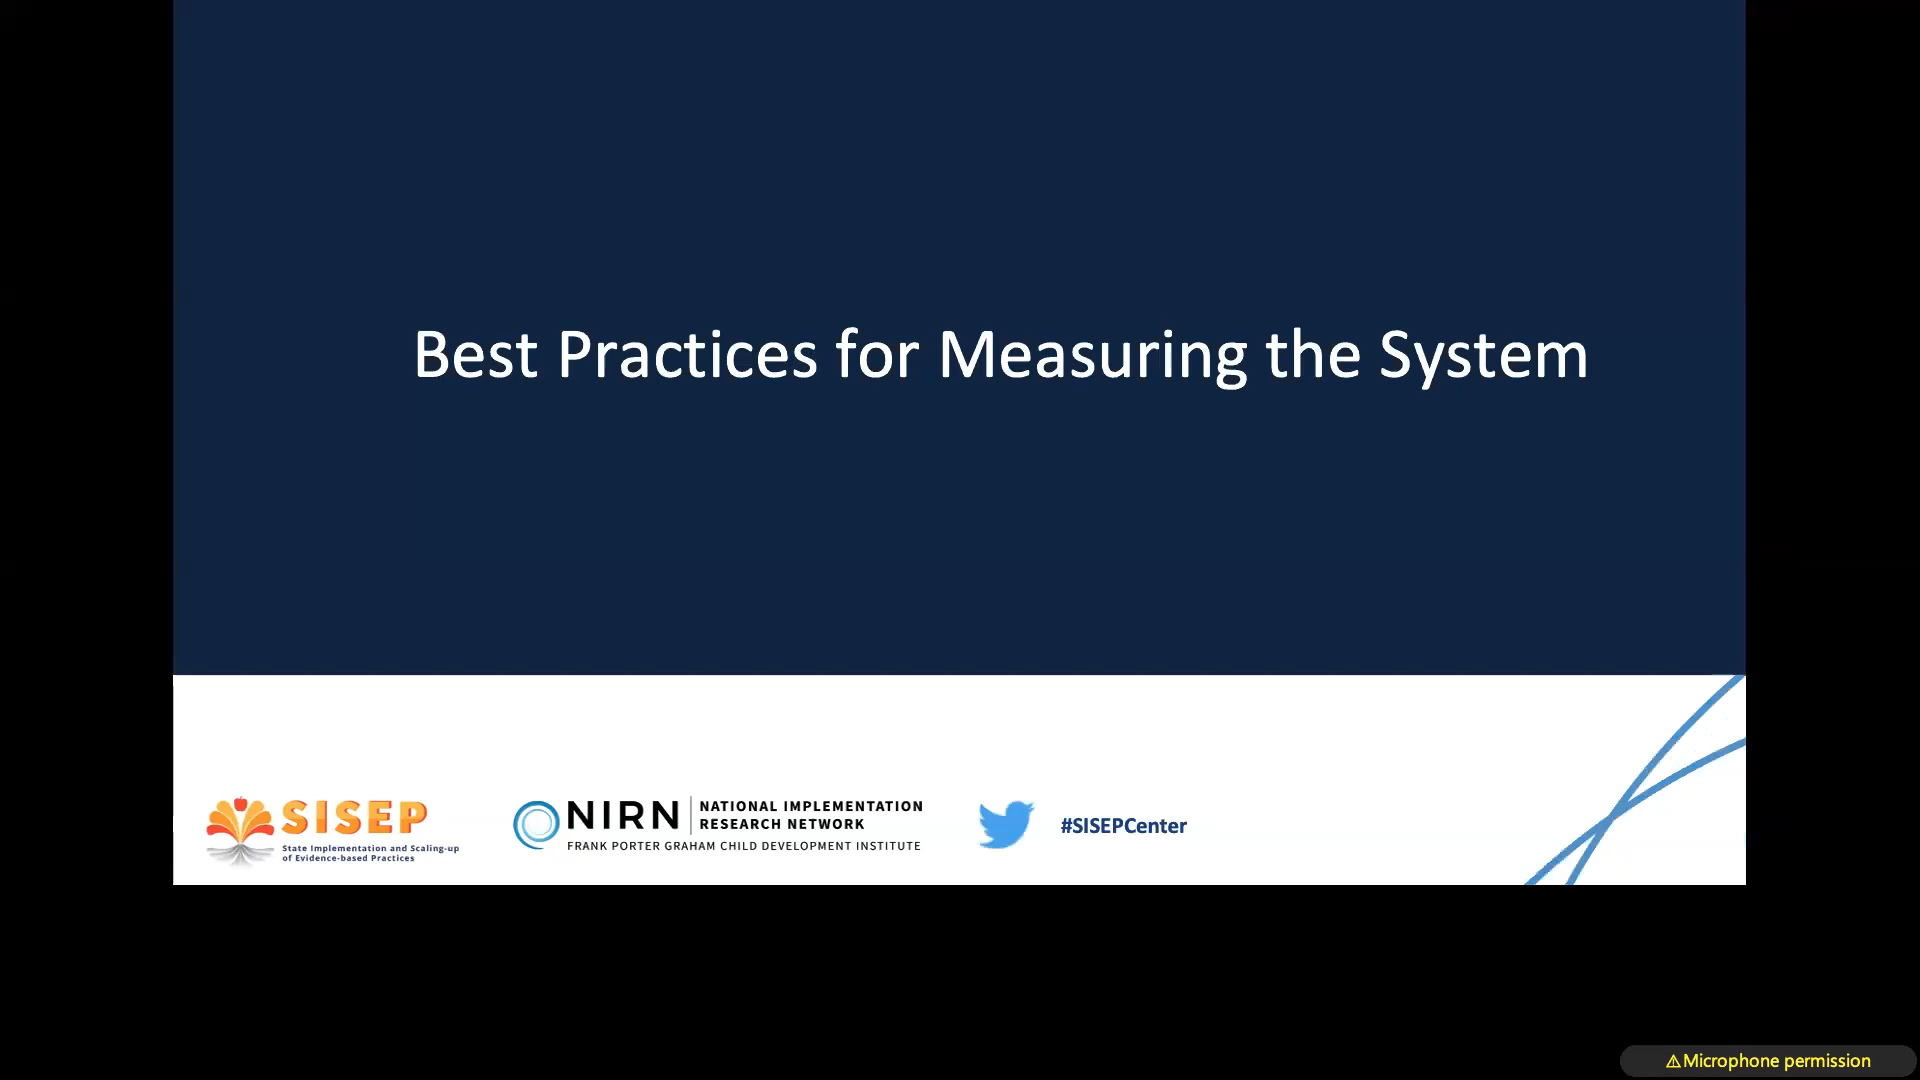 Best Practices for Measuring the System
SISEP
State Implementation and Scaling-up
of Evidence-based Practices
NIRN
NATIONAL IMPLEMENTATION
RESEARCH NETWORK
FRANK PORTER GRAHAM CHILD DEVELOPMENT INSTITUTE
#SISEPCenter
⚠Microphone permission